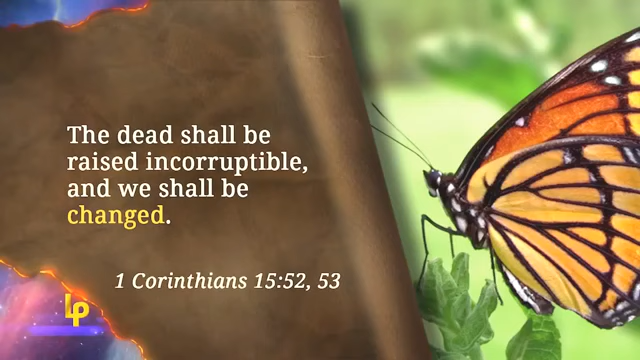 The dead shall be
raised incorruptible,
and we shall be
changed.
1 Corinthians 15:52, 53
LP